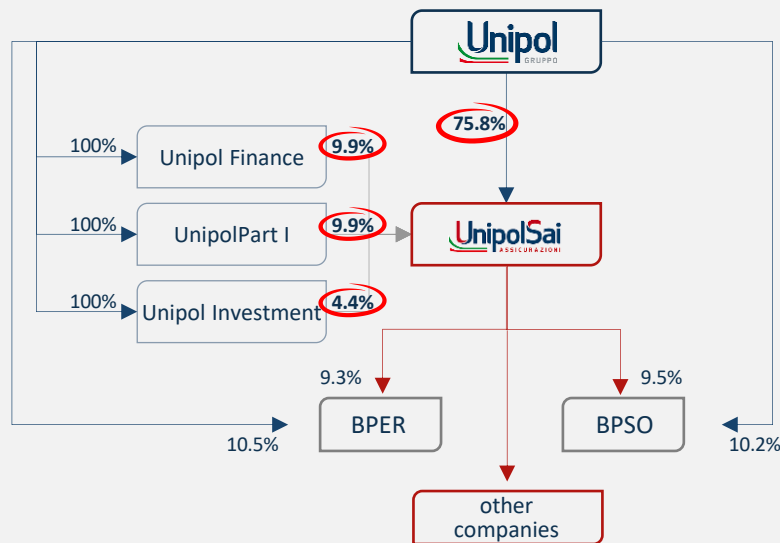 Unipol
GRUPPO
75.8%
100%
Unipol Finance
9.9%
100%
UnipolPart I
9.9%
UnipolSai
ASSICURAZIONI
100%
Unipol Investment
4.4%
9.3%
9.5%
BPER
BPSO
10.5%
10.2%
other
companies